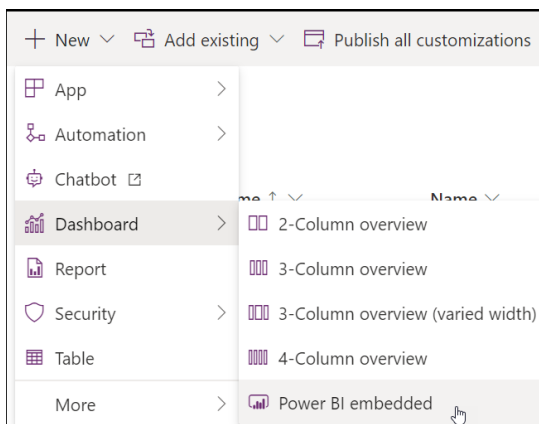 New
Add existing
Publish all customizations
App
Automation
Chatbot
me ↑ Name
Dashboard
2-Column overview
Report
3-Column overview
Security
3-Column overview (varied width)
Table
4-Column overview
More
Power BI embedded